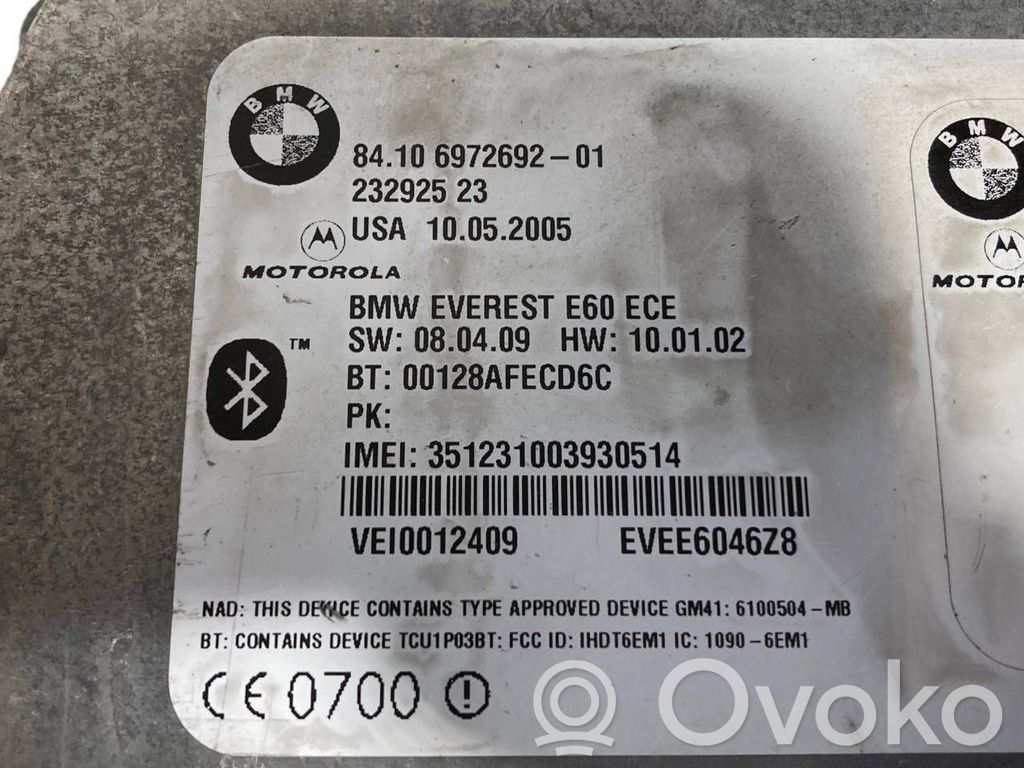 BMW
84.10 6972692-01
232925 23
USA 10.05.2005
MOTOROLA
BMW EVEREST E60 ECE
SW: 08.04.09 HW: 10.01.02
TM
BT: 00128AFECD6C
PK:
IMEI: 351231003930514
VEI0012409 EVEE6046Z8
NAD: THIS DEVICE CONTAINS TYPE APPROVED DEVICE GM41: 6100504-MB
BT: CONTAINS DEVICE TCU1P03BT: FCC ID: IHDT6EM1 IC: 1090-6EM1
CE 0700
BMW
MOTOR
Ovoko